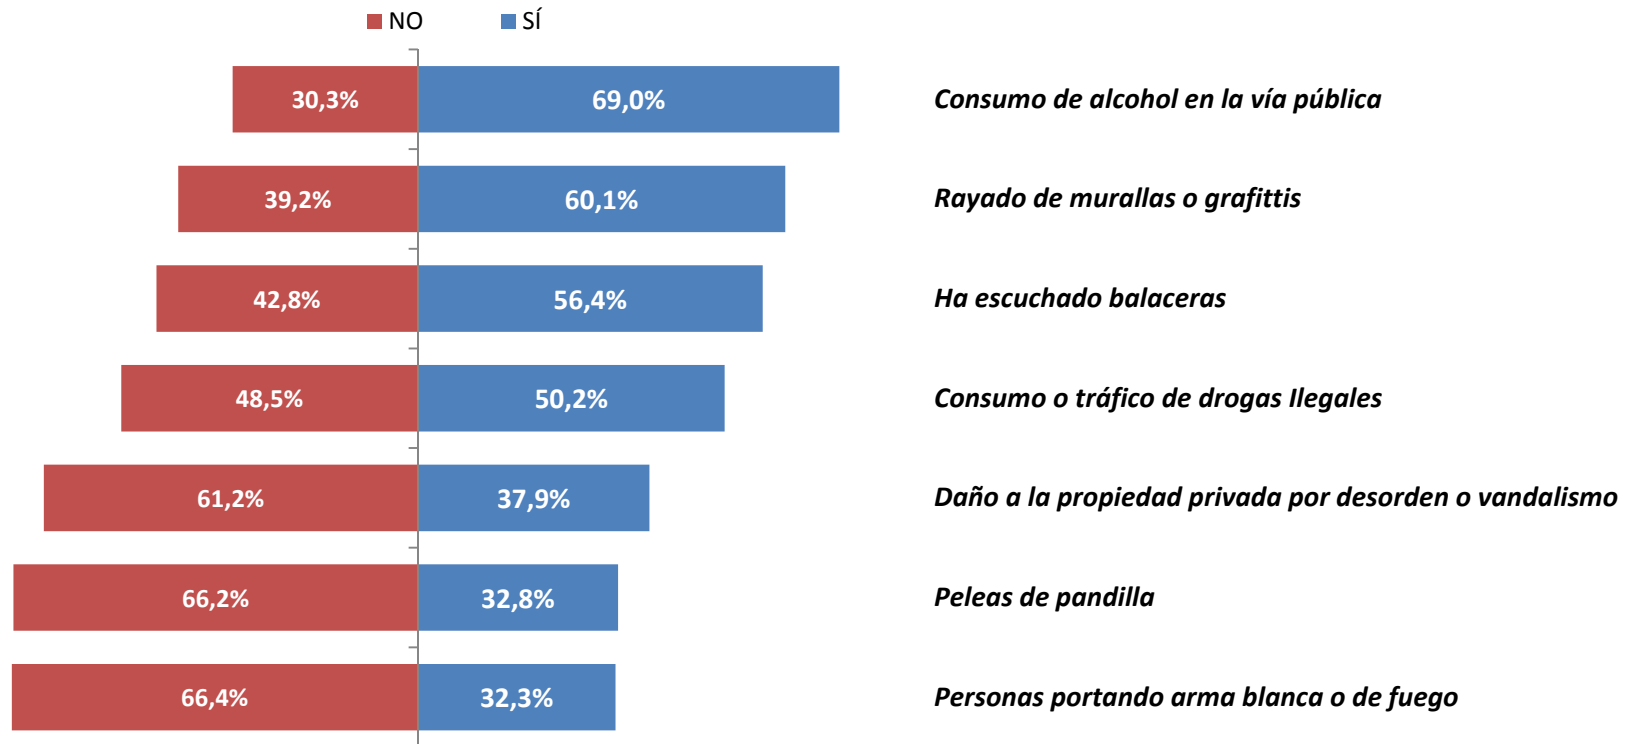 NO SÍ
30,3% 69,0% Consumo de alcohol en la vía pública
39,2% 60,1% Rayado de murallas o grafittis
42,8% 56,4% Ha escuchado balaceras
48,5% 50,2% Consumo o tráfico de drogas Ilegales
61,2% 37,9% Daño a la propiedad privada por desorden o vandalismo
66,2% 32,8% Peleas de pandilla
66,4% 32,3% Personas portando arma blanca o de fuego